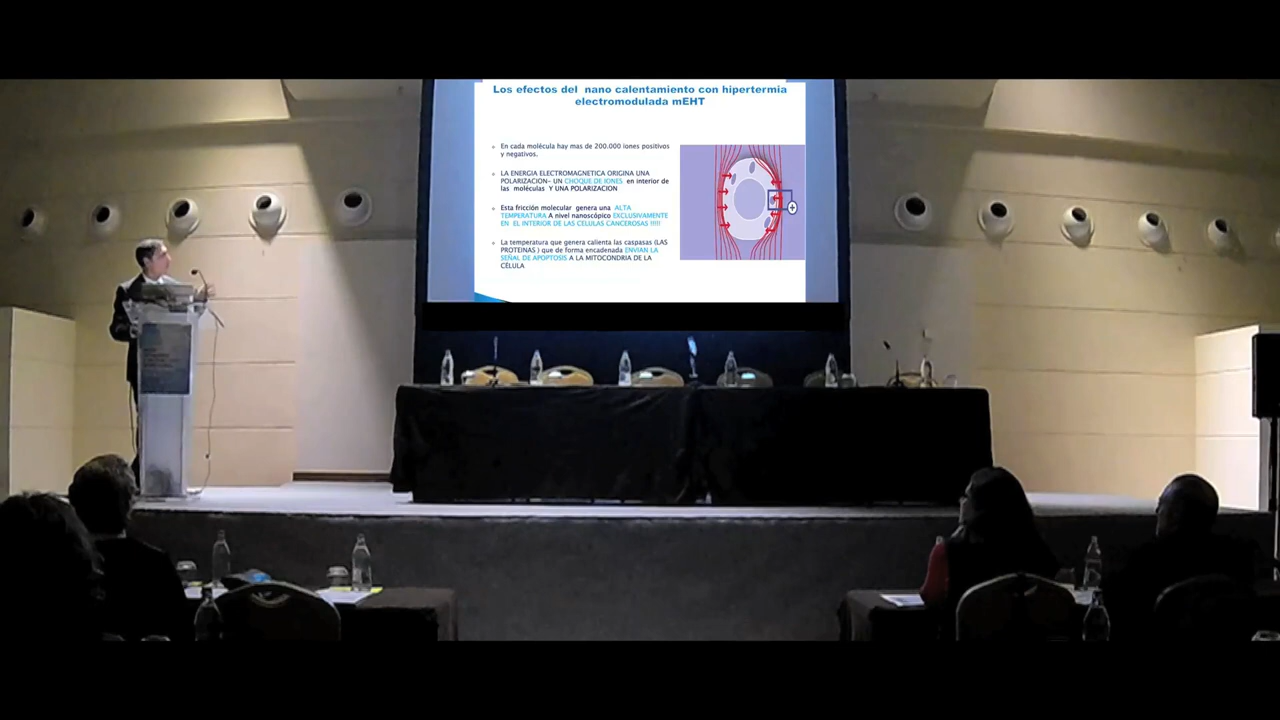 Los efectos del nano calentamiento con hipertermia
electromodulada mEHT
En cada molécula hay mas de 200.000 iones positivos
y negativos.
LA ENERGIA ELECTROMAGNETICA ORIGINA UNA
POLARIZACION- UN CHOQUE DE IONES en interior de
las moléculas Y UNA POLARIZACION
Esta fricción molecular genera una ALTA
TEMPERATURA A nivel nanoscópico EXCLUSIVAMENTE
EN EL INTERIOR DE LAS CELULAS CANCEROSAS !!!!!
La temperatura que genera calienta las caspasas (LAS
PROTEINAS ) que de forma encadenada ENVIAN LA
SEÑAL DE APOPTOSIS A LA MITOCONDRIA DE LA
CÉLULA